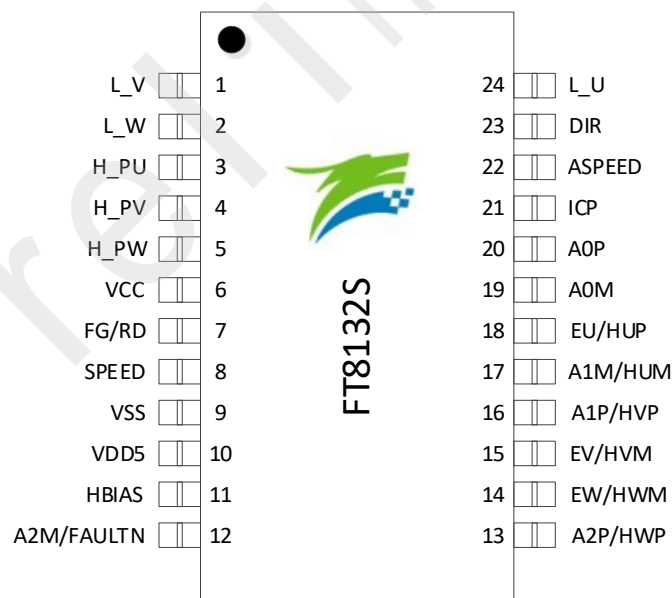 L_V 1 24 L_U
L_W 2 23 DIR
H_PU 3 22 ASPEED
H_PV 4 21 ICP
H_PW 5 20 A0P
VCC 6 19 A0M
FG/RD 7 18 EU/HUP
SPEED 8 17 A1M/HUM
VSS 9 16 A1P/HVP
VDD5 10 15 EV/HVM
HBIAS 11 14 EW/HWM
A2M/FAULTN 12 13 A2P/HWP
FT8132S